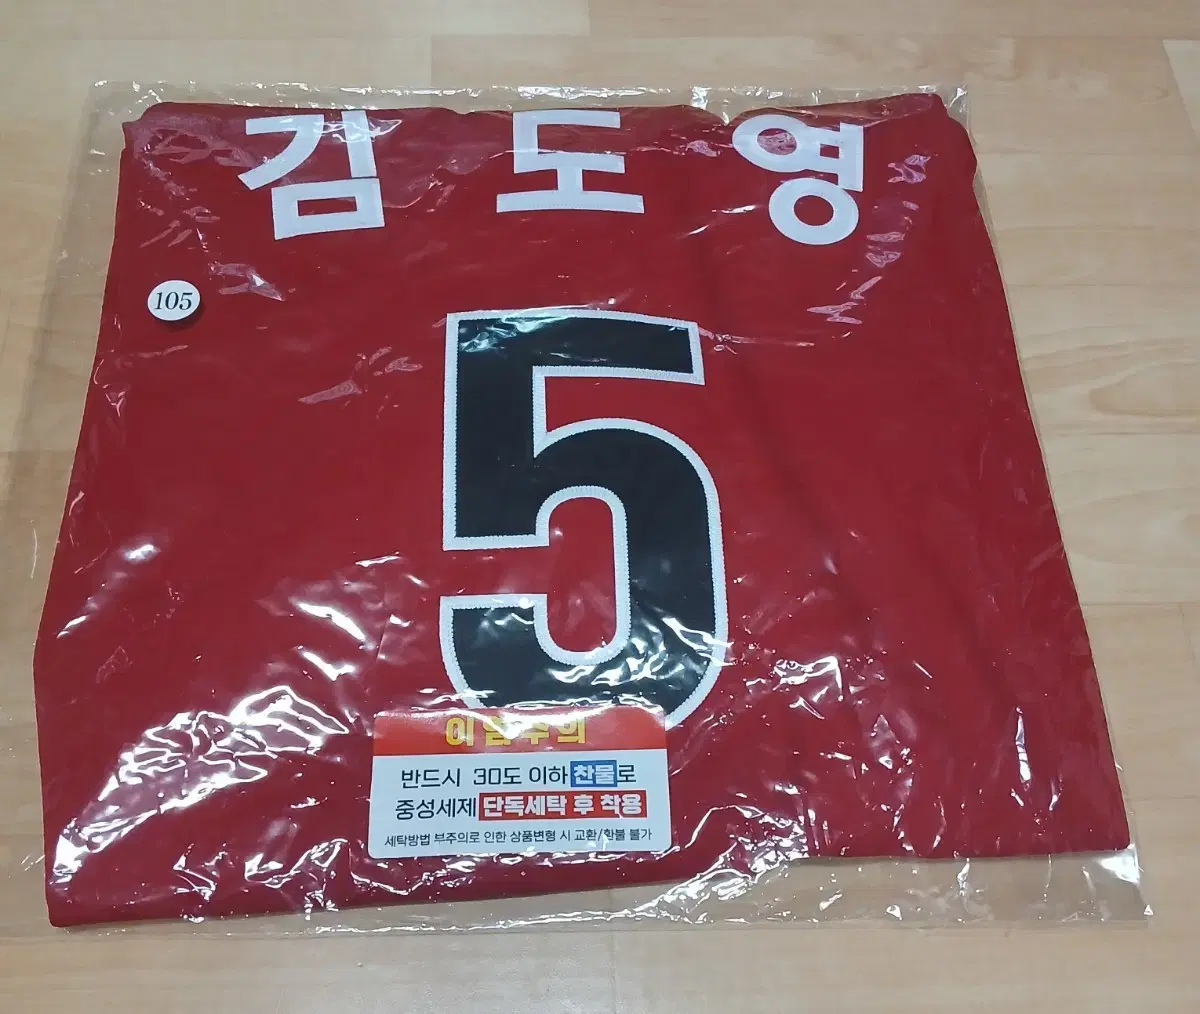 김도영
105
5
이염주의
반드시 30도 이하 찬물로
중성세제 단독세탁 후 착용
세탁방법 부주의로 인한 상품변형 시 교환/환불 불가